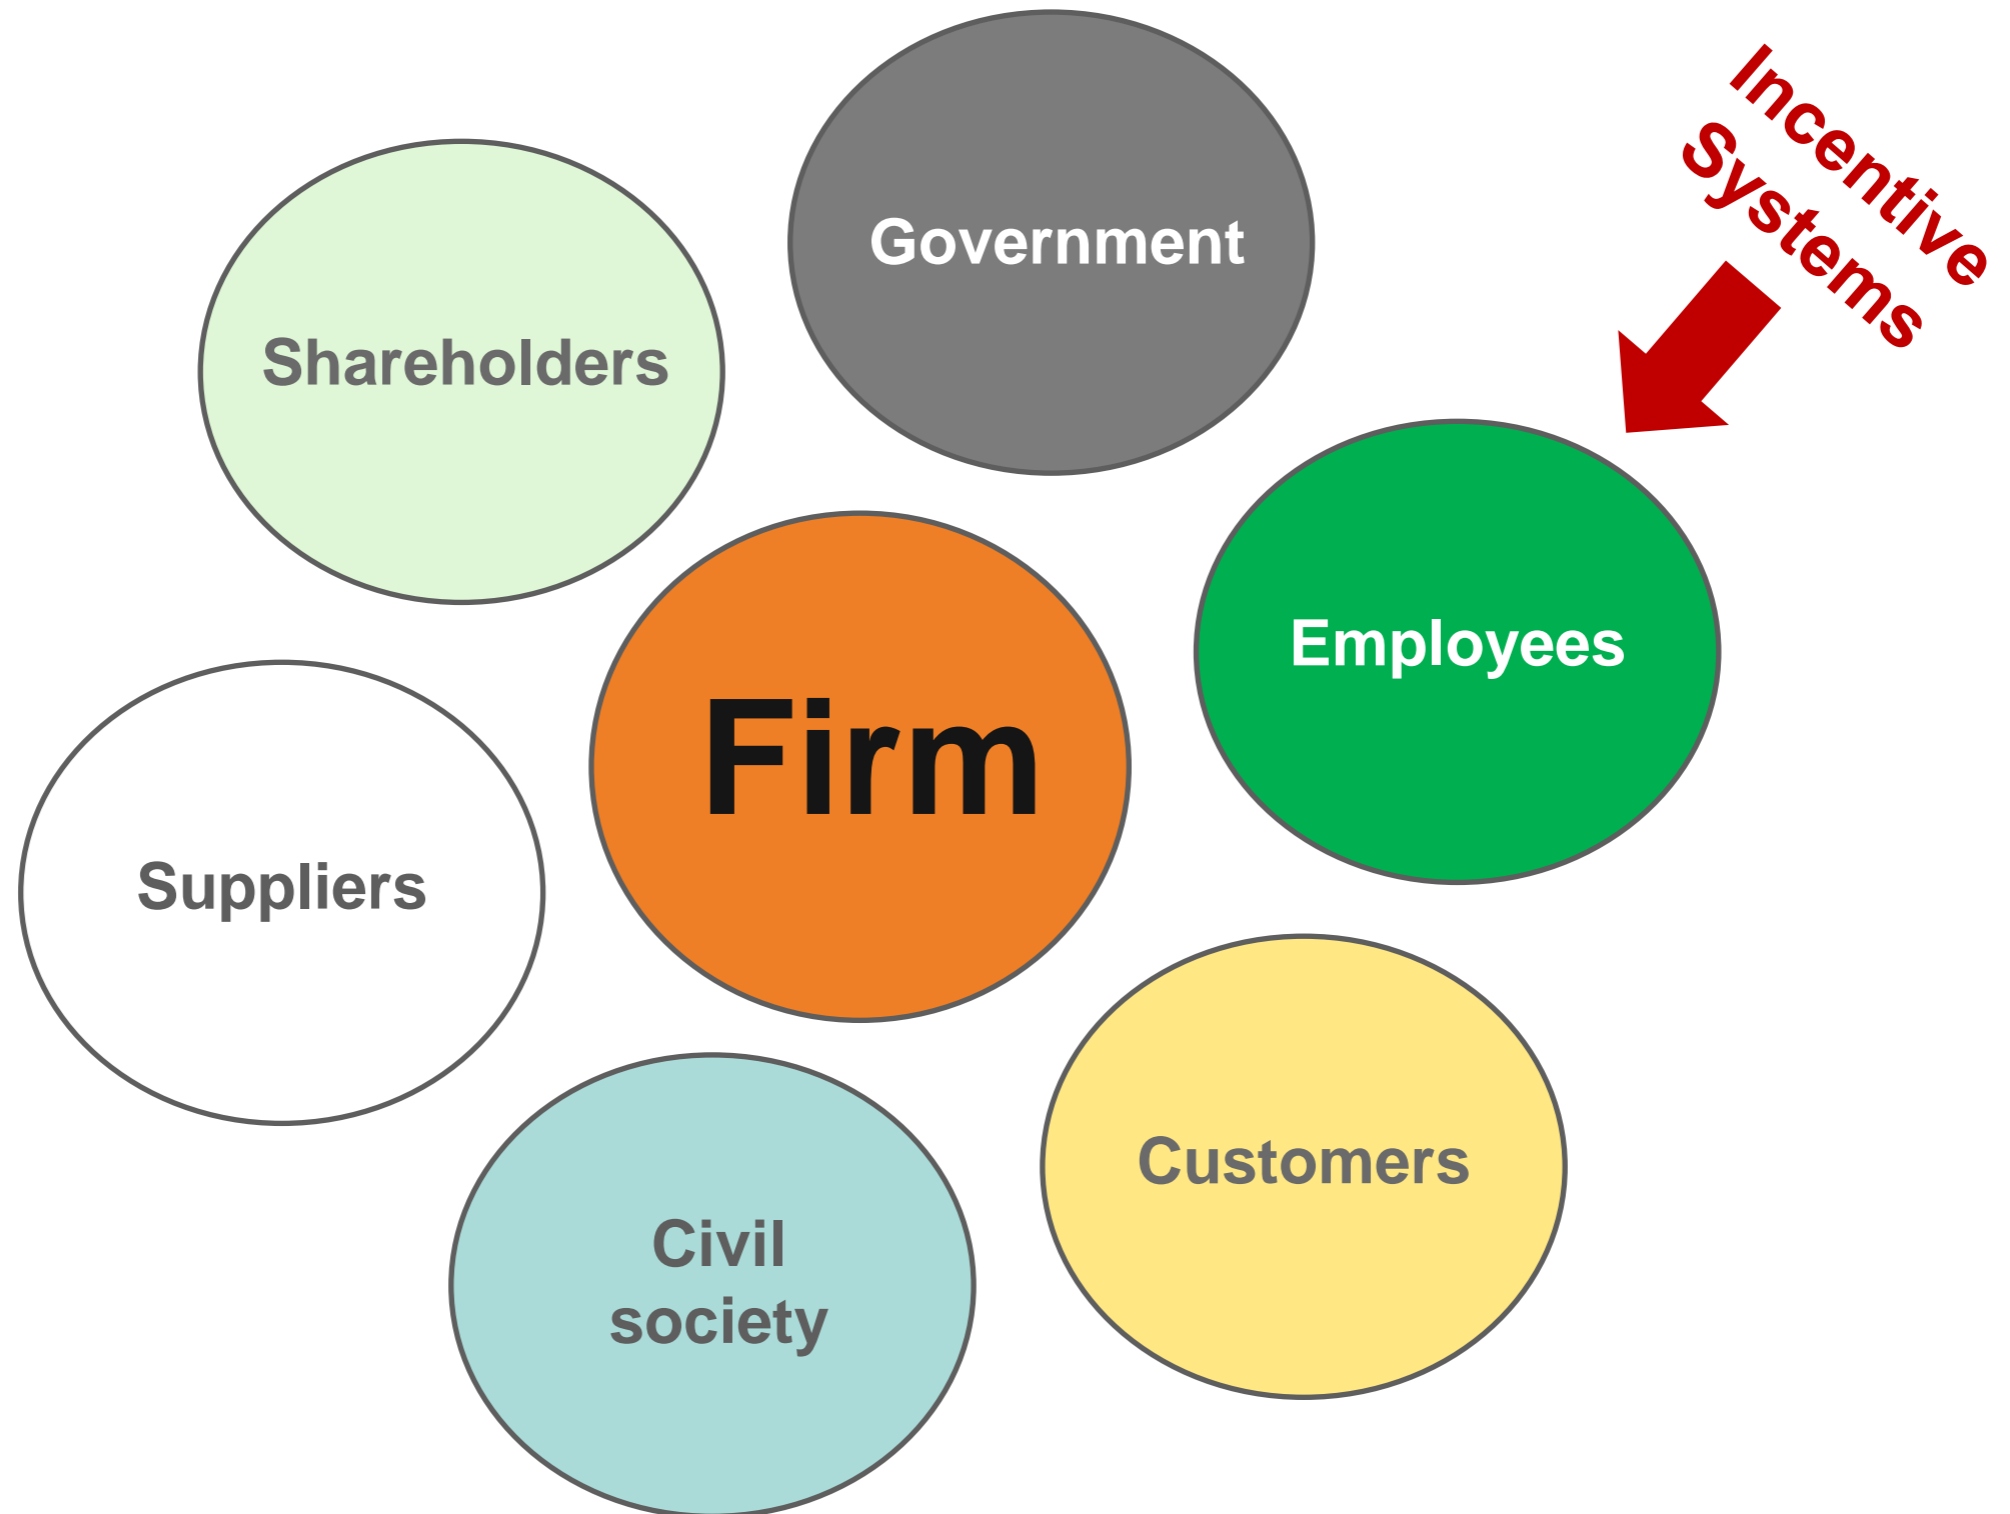 Government
Incentive
Systems
Shareholders
Employees
Firm
Suppliers
Customers
Civil
society